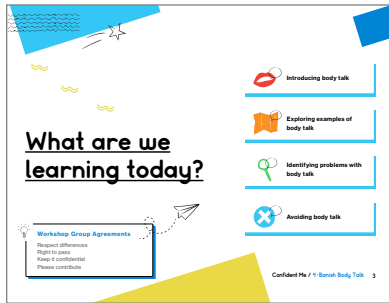 What are we
learning today?
Introducing body talk
Exploring examples of
body talk
Identifying problems with
body talk
Avoiding body talk
Workshop Group Agreements
Respect differences
Right to pass
Keep it confidential
Please contribute
Confident Me / 4-Banish Body Talk 3